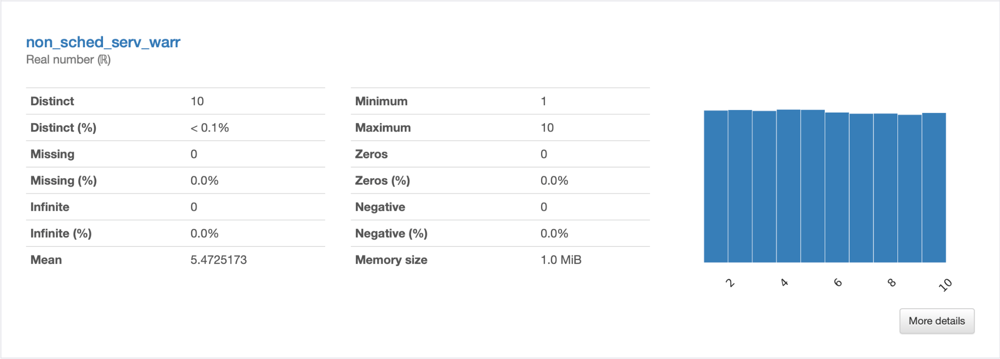 non_sched_serv_warr
Real number (ℝ)
Distinct 10
Distinct (%) < 0.1%
Missing 0
Missing (%) 0.0%
Infinite 0
Infinite (%) 0.0%
Mean 5.4725173
Minimum 1
Maximum 10
Zeros 0
Zeros (%) 0.0%
Negative 0
Negative (%) 0.0%
Memory size 1.0 MiB
2 4 6 8 10
More details